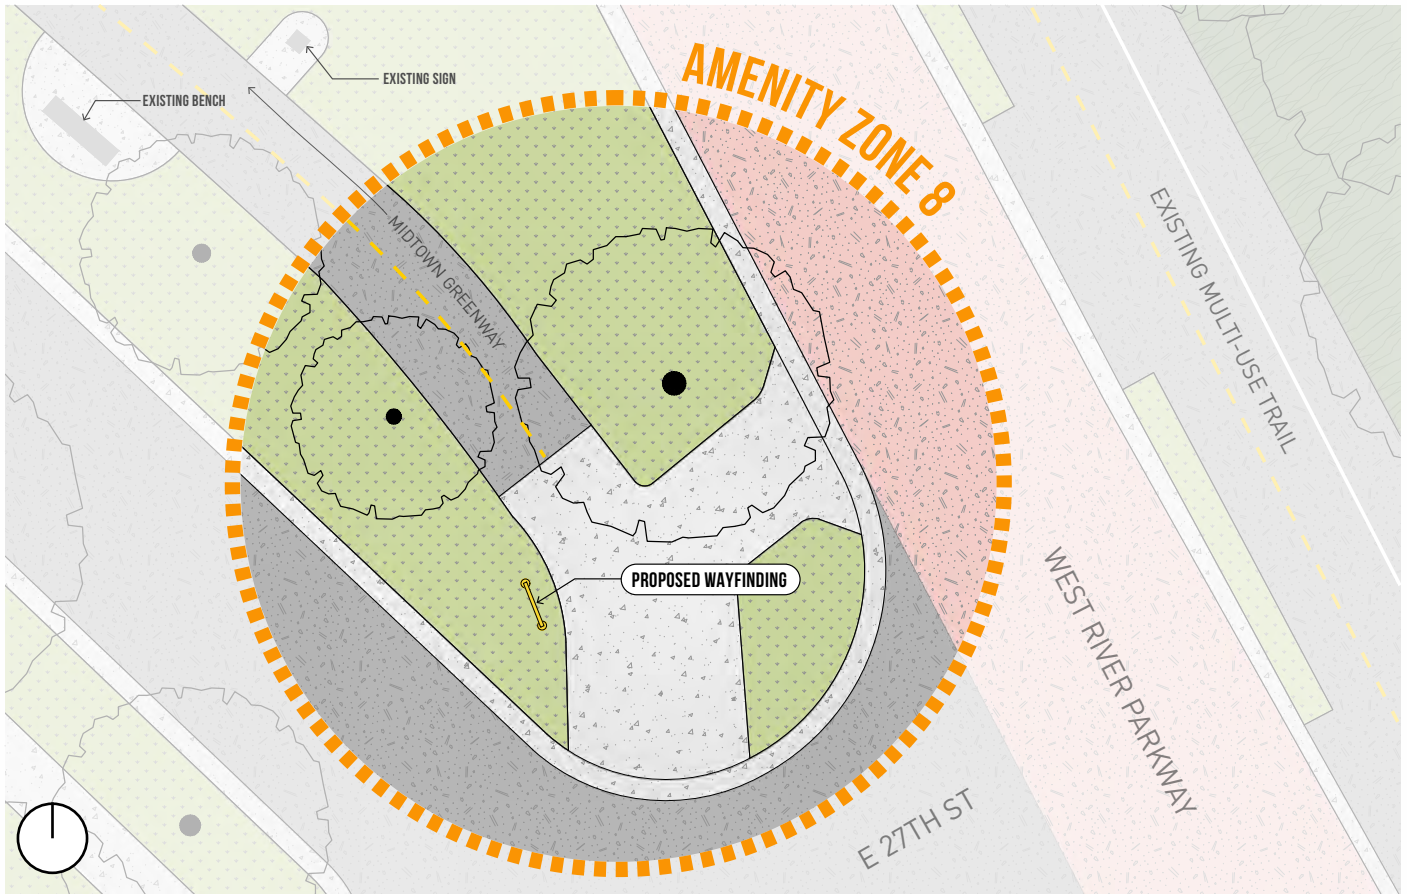 AMENITY ZONE 8
EXISTING SIGN
EXISTING BENCH
MIDTOWN GREENWAY
EXISTING MULTI-USE TRAIL
PROPOSED WAYFINDING
WEST RIVER PARKWAY
E 27TH ST